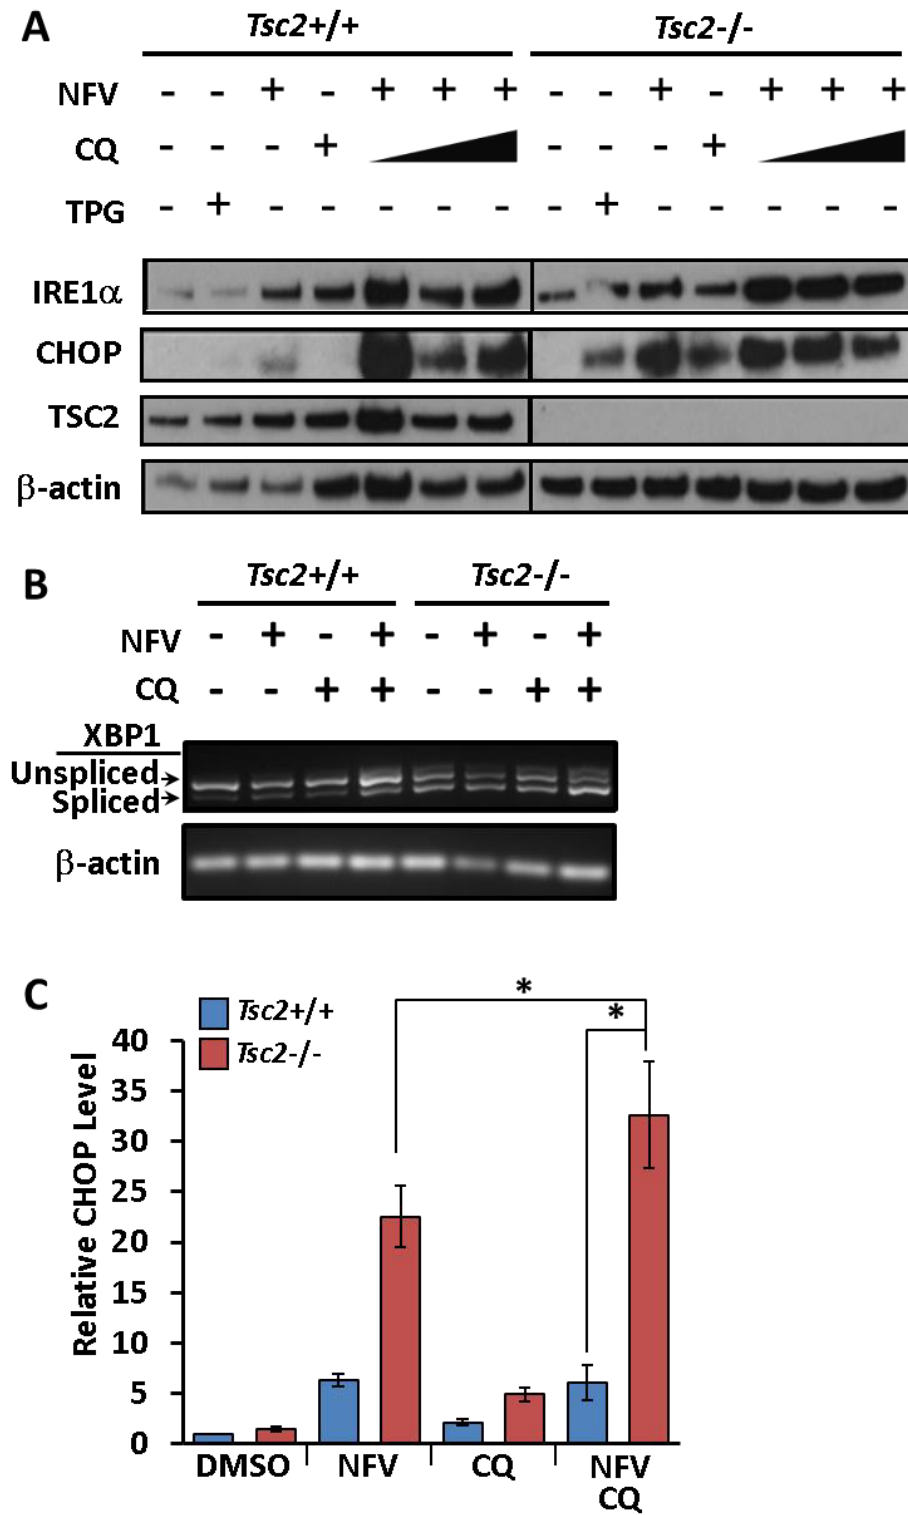 A
Tsc2+/+ Tsc2-/-
NFV - - + - + + + - - + - + + +
CQ - - - + - - - +
TPG - + - - - - - - + - - - - -
IRE1α
CHOP
TSC2
β-actin
B
Tsc2+/+ Tsc2-/-
NFV - + - + - + - +
CQ - - + + - - + +
XBP1
Unspliced
Spliced
β-actin
C
Tsc2+/+
Tsc2-/-
* *
Relative CHOP Level
40
35
30
25
20
15
10
5
0
DMSO NFV CQ NFV
CQ